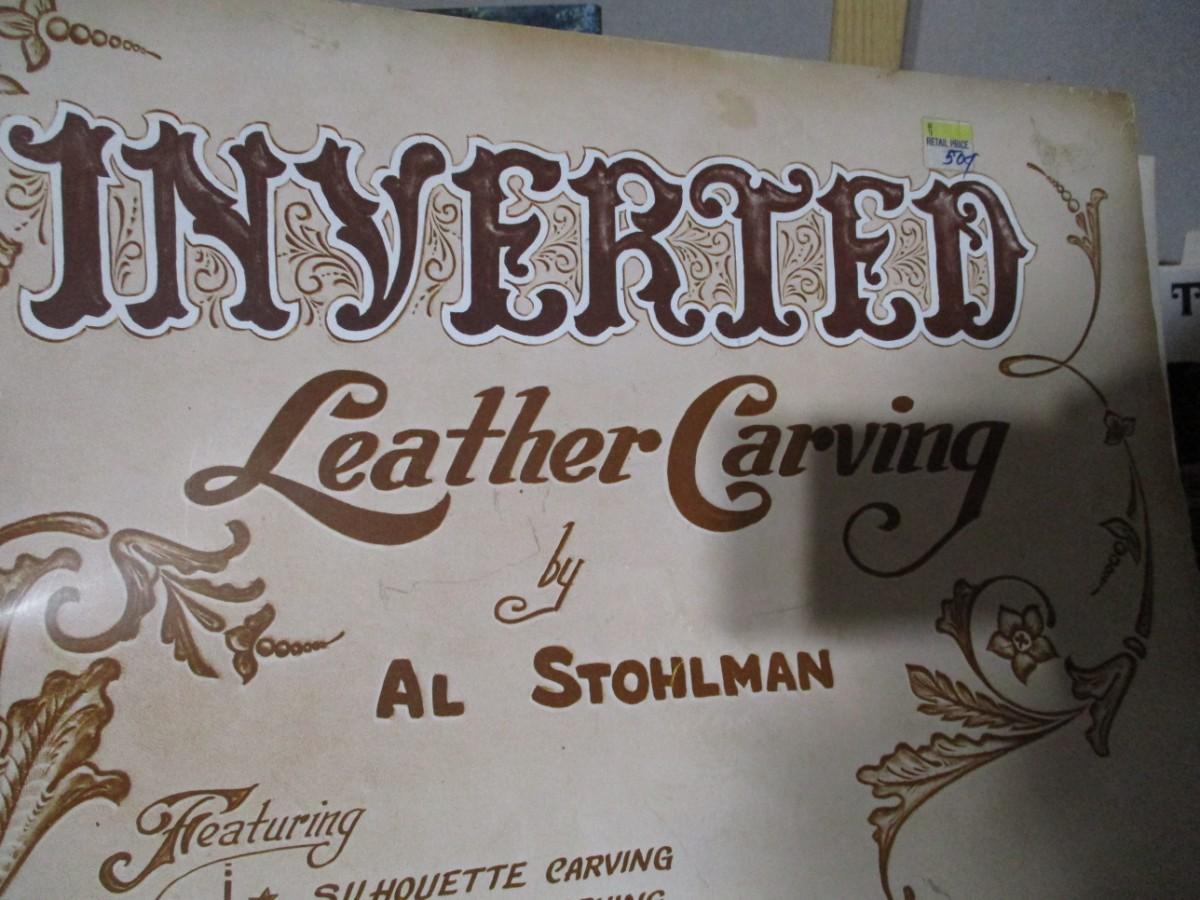 RETAIL PRICE
50¢
INVERTED
Leather Carving
by
AL STOHLMAN
Featuring
★ SILHOUETTE CARVING